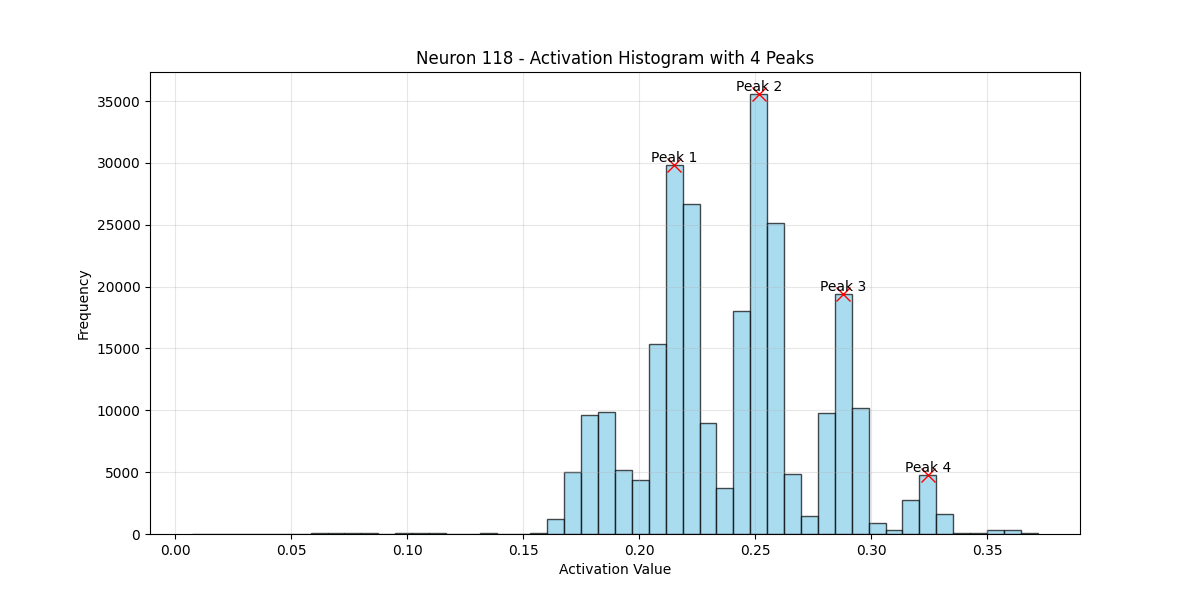 Neuron 118 - Activation Histogram with 4 Peaks
Frequency
35000
30000
25000
20000
15000
10000
5000
0
Peak 1
Peak 2
Peak 3
Peak 4
0.00 0.05 0.10 0.15 0.20 0.25 0.30 0.35
Activation Value